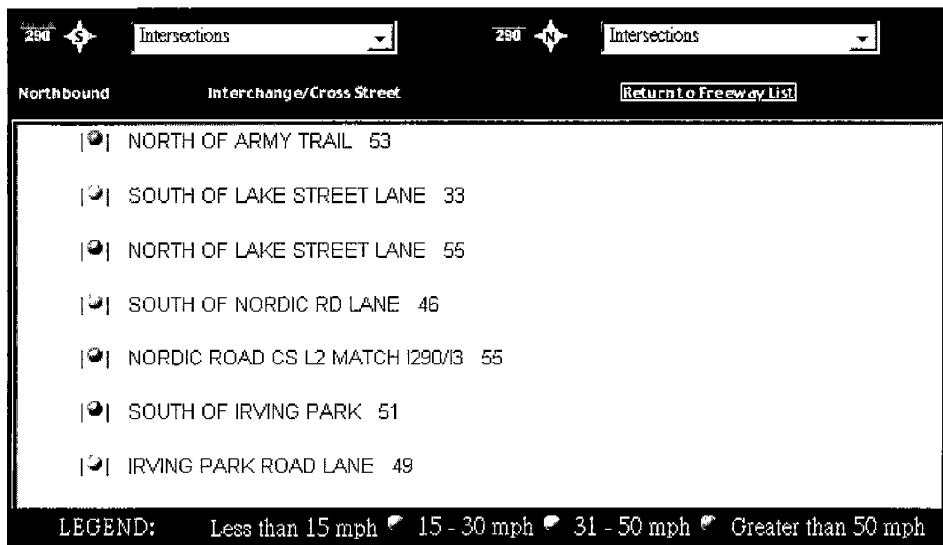 290 S Intersections 290 N Intersections
Northbound Interchange/Cross Street Return to Freeway List
NORTH OF ARMY TRAIL 53
SOUTH OF LAKE STREET LANE 33
NORTH OF LAKE STREET LANE 55
SOUTH OF NORDIC RD LANE 46
NORDIC ROAD CS L2 MATCH I290/I3 55
SOUTH OF IRVING PARK 51
IRVING PARK ROAD LANE 49
LEGEND: Less than 15 mph 15 - 30 mph 31 - 50 mph Greater than 50 mph